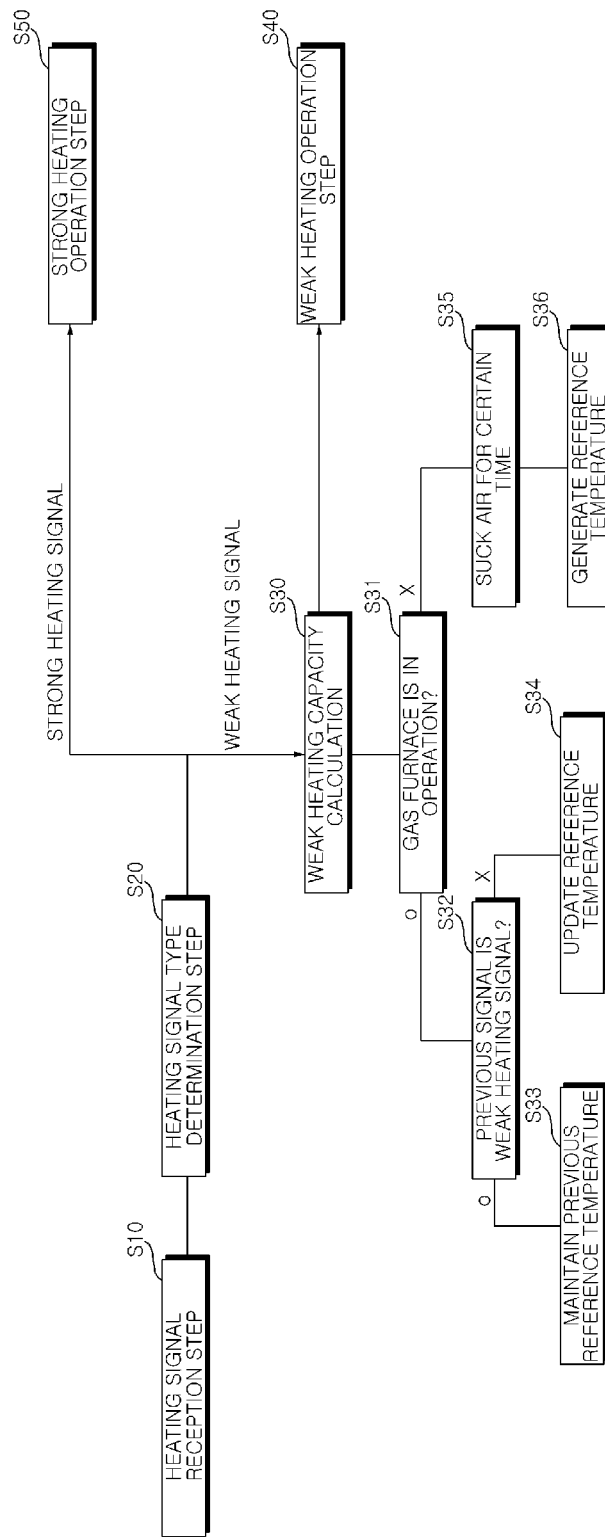 S10
HEATING SIGNAL
RECEPTION STEP
S20
HEATING SIGNAL TYPE
DETERMINATION STEP
STRONG HEATING SIGNAL
S50
STRONG HEATING
OPERATION STEP
WEAK HEATING SIGNAL
S30
WEAK HEATING CAPACITY
CALCULATION
S40
WEAK HEATING OPERATION
STEP
S31
GAS FURNACE IS IN
OPERATION?
O
X
S32
PREVIOUS SIGNAL IS
WEAK HEATING SIGNAL?
O
X
S35
SUCK AIR FOR CERTAIN
TIME
S33
MAINTAIN PREVIOUS
REFERENCE TEMPERATURE
S34
UPDATE REFERENCE
TEMPERATURE
S36
GENERATE REFERENCE
TEMPERATURE